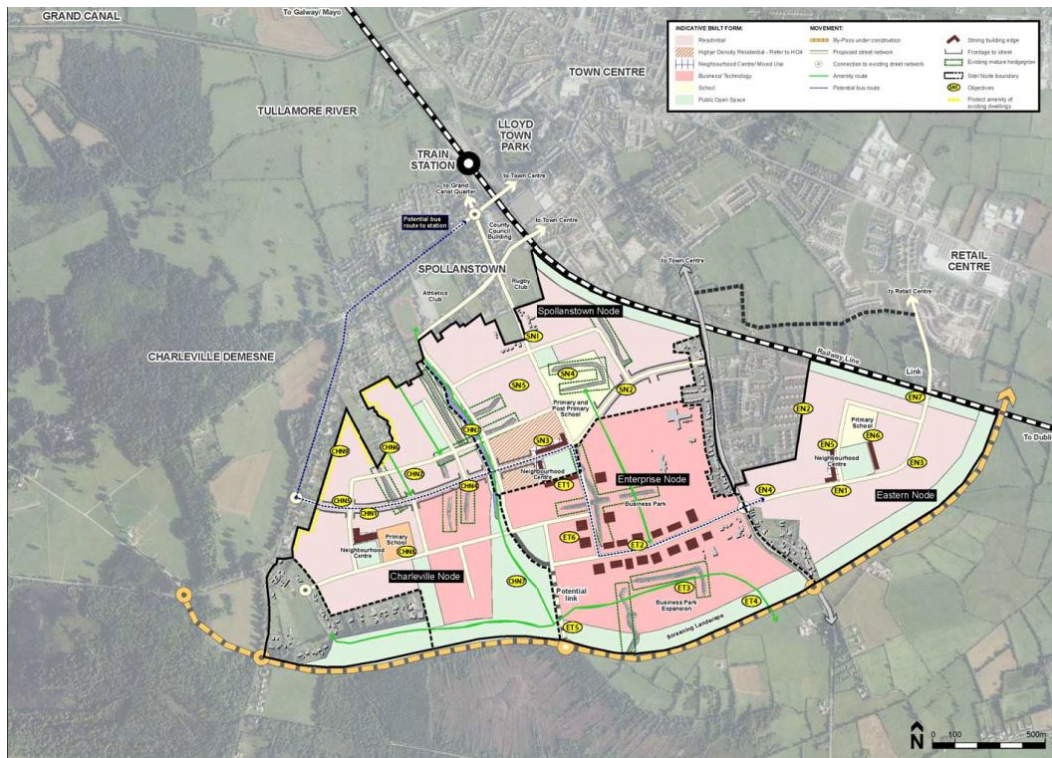 GRAND CANAL
To Galway/ Mayo
TOWN CENTRE
TULLAMORE RIVER
LLOYD
TOWN
PARK
TRAIN
STATION
to Town Centre
to Grand
Canal Quarter
Potential bus
route to station
County
Council
Building
to Town Centre
SPOLLANSTOWN
Rugby
Club
Athletics
Club
to Town Centre
RETAIL
CENTRE
to Retail Centre
CHARLEVILLE DEMESNE
INDICATIVE BUILT FORM:
Residential
Higher Density Residential - Refer to HO4
Neighbourhood Centre/ Mixed Use
Business/ Technology
School
Public Open Space
MOVEMENT:
By-Pass under construction
Proposed street network
Connection to existing street network
Amenity route
Potential bus route
Strong building edge
Frontage to street
Existing mature hedgegries
Site/ Node boundary
Objectives
Protect amenity of
existing dwellings
Spollanstown Node
SN1
SN4
SN5
SN2
Primary and
Post Primary
School
SN3
Neighbourhood
Centre
Railway Line
Link
EN7
To Dublin
EN2
Primary
School
EN5
EN6
Neighbourhood
Centre
EN3
EN4
EN1
Eastern Node
CHN3
CHN6
CHN2
CHN4
CHN5
CHN1
Primary
School
Neighbourhood
Centre
Charleville Node
CHN7
ET1
Enterprise Node
Business Park
ET6
ET2
ET3
Business Park
Expansion
ET4
Screening Landscape
Potential
link
ET5
N
0 100 500m